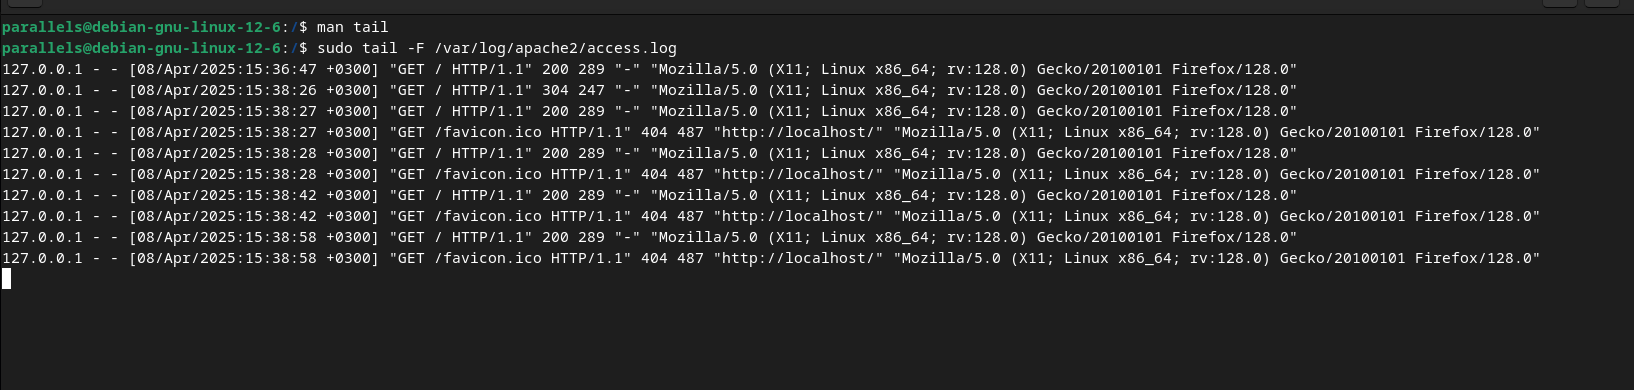 parallels@debian-gnu-linux-12-6:/$ man tail
parallels@debian-gnu-linux-12-6:/$ sudo tail -F /var/log/apache2/access.log
127.0.0.1 - - [08/Apr/2025:15:36:47 +0300] "GET / HTTP/1.1" 200 289 "-" "Mozilla/5.0 (X11; Linux x86_64; rv:128.0) Gecko/20100101 Firefox/128.0"
127.0.0.1 - - [08/Apr/2025:15:38:26 +0300] "GET / HTTP/1.1" 304 247 "-" "Mozilla/5.0 (X11; Linux x86_64; rv:128.0) Gecko/20100101 Firefox/128.0"
127.0.0.1 - - [08/Apr/2025:15:38:27 +0300] "GET / HTTP/1.1" 200 289 "-" "Mozilla/5.0 (X11; Linux x86_64; rv:128.0) Gecko/20100101 Firefox/128.0"
127.0.0.1 - - [08/Apr/2025:15:38:27 +0300] "GET /favicon.ico HTTP/1.1" 404 487 "http://localhost/" "Mozilla/5.0 (X11; Linux x86_64; rv:128.0) Gecko/20100101 Firefox/128.0"
127.0.0.1 - - [08/Apr/2025:15:38:28 +0300] "GET / HTTP/1.1" 200 289 "-" "Mozilla/5.0 (X11; Linux x86_64; rv:128.0) Gecko/20100101 Firefox/128.0"
127.0.0.1 - - [08/Apr/2025:15:38:28 +0300] "GET /favicon.ico HTTP/1.1" 404 487 "http://localhost/" "Mozilla/5.0 (X11; Linux x86_64; rv:128.0) Gecko/20100101 Firefox/128.0"
127.0.0.1 - - [08/Apr/2025:15:38:42 +0300] "GET / HTTP/1.1" 200 289 "-" "Mozilla/5.0 (X11; Linux x86_64; rv:128.0) Gecko/20100101 Firefox/128.0"
127.0.0.1 - - [08/Apr/2025:15:38:42 +0300] "GET /favicon.ico HTTP/1.1" 404 487 "http://localhost/" "Mozilla/5.0 (X11; Linux x86_64; rv:128.0) Gecko/20100101 Firefox/128.0"
127.0.0.1 - - [08/Apr/2025:15:38:58 +0300] "GET / HTTP/1.1" 200 289 "-" "Mozilla/5.0 (X11; Linux x86_64; rv:128.0) Gecko/20100101 Firefox/128.0"
127.0.0.1 - - [08/Apr/2025:15:38:58 +0300] "GET /favicon.ico HTTP/1.1" 404 487 "http://localhost/" "Mozilla/5.0 (X11; Linux x86_64; rv:128.0) Gecko/20100101 Firefox/128.0"